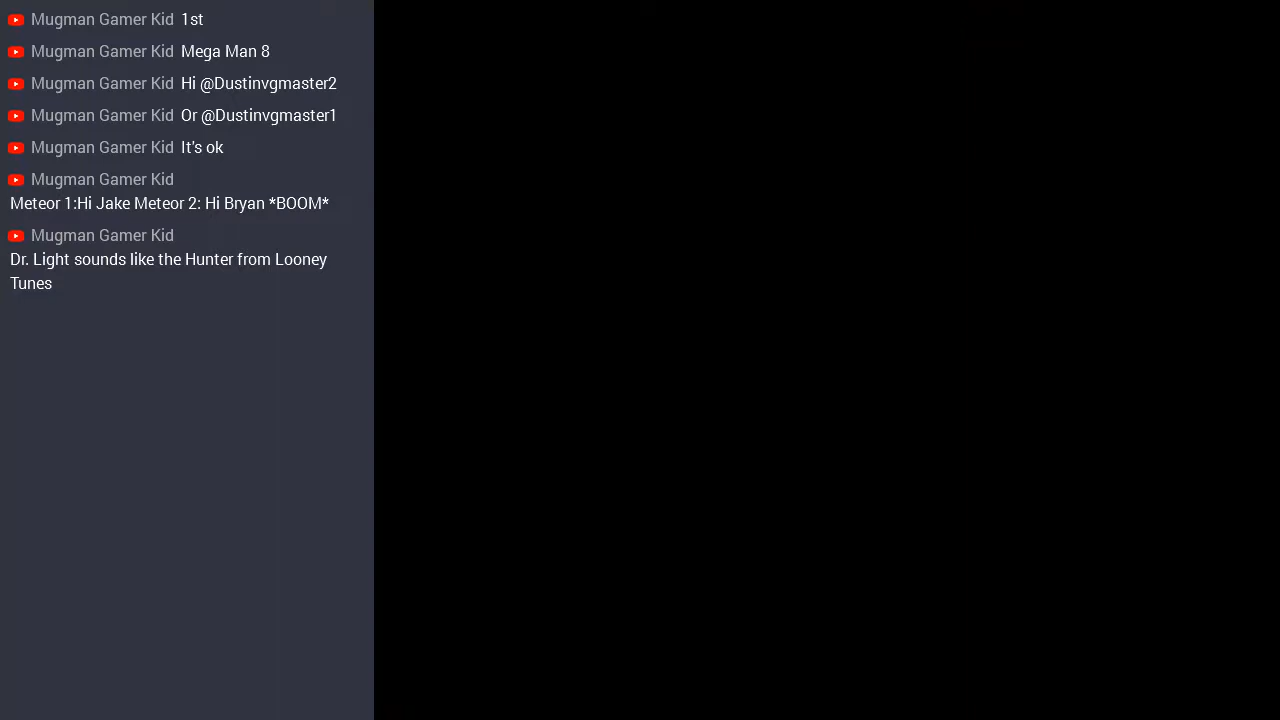 Mugman Gamer Kid 1st
Mugman Gamer Kid Mega Man 8
Mugman Gamer Kid Hi @Dustinvgmaster2
Mugman Gamer Kid Or @Dustinvgmaster1
Mugman Gamer Kid It's ok
Mugman Gamer Kid
Meteor 1:Hi Jake Meteor 2: Hi Bryan *BOOM*
Mugman Gamer Kid
Dr. Light sounds like the Hunter from Looney
Tunes